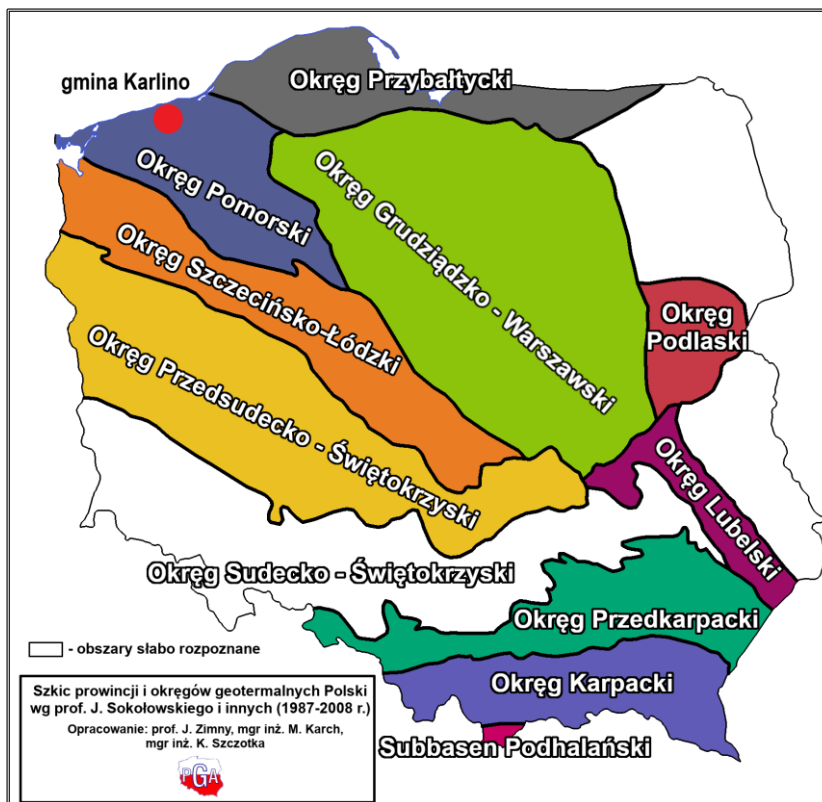 gmina Karlino
Okręg Przybałtycki
Okręg Pomorski
Okręg Grudziądzko - Warszawski
Okręg Szczecińsko-Łódzki
Okręg
Podlaski
Okręg Przedsudecko - Świętokrzyski
Okręg Lubelski
Okręg Sudecko - Świętokrzyski
Okręg Przedkarpacki
- obszary słabo rozpoznane
Okręg Karpacki
Subbasen Podhalański
Szkic prowincji i okręgów geotermalnych Polski
wg prof. J. Sokołowskiego i innych (1987-2008 r.)
Opracowanie: prof. J. Zimny, mgr inż. M. Karch,
mgr inż. K. Szczotka
PGA